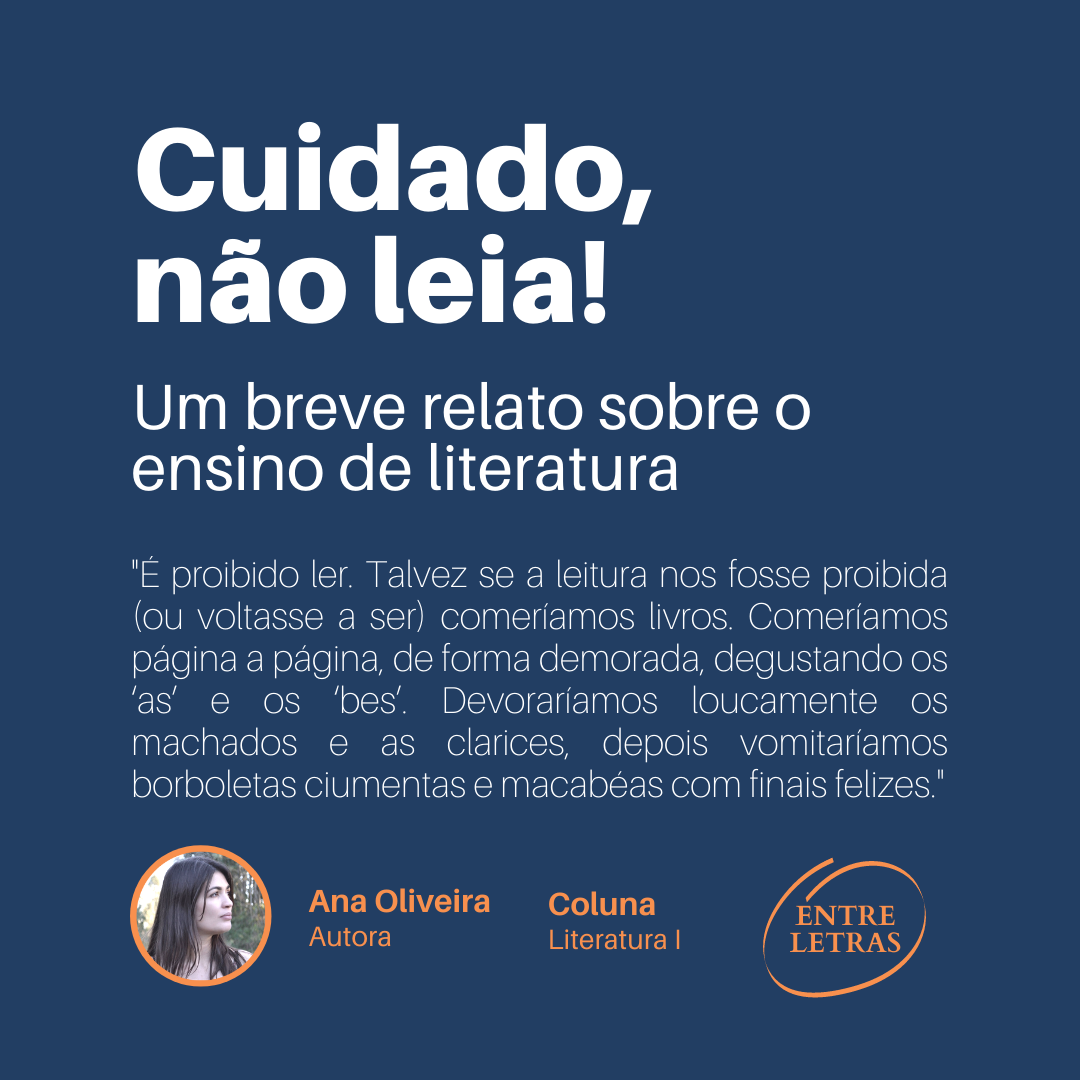 Cuidado,
não leia!
Um breve relato sobre o
ensino de literatura
"É proibido ler. Talvez se a leitura nos fosse proibida
(ou voltasse a ser) comeríamos livros. Comeríamos
página a página, de forma demorada, degustando os
‘as’ e os ‘bes’. Devoraríamos loucamente os
machados e as clarices, depois vomitaríamos
borboletas ciumentas e macabéas com finais felizes."
Ana Oliveira
Autora
Coluna
Literatura I
ENTRE
LETRAS